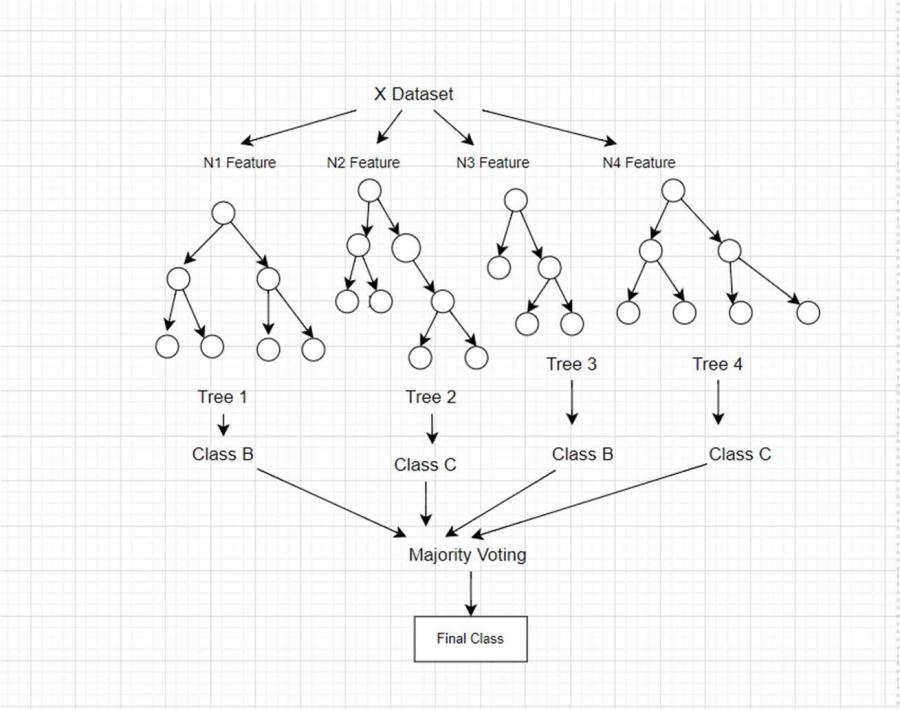 X Dataset
N1 Feature
N2 Feature
N3 Feature
N4 Feature
Tree 1
Tree 2
Tree 3
Tree 4
Class B
Class C
Class B
Class C
Majority Voting
Final Class